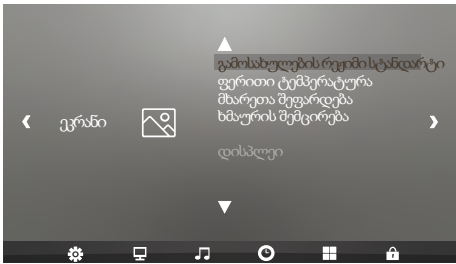 გამოსახულების რეჟიმი სტანდარტი
ფერითი ტემპერატურა
მხარეთა შეფარდება
ხმაურის შემცირება
ეკრანი
დისპლეი